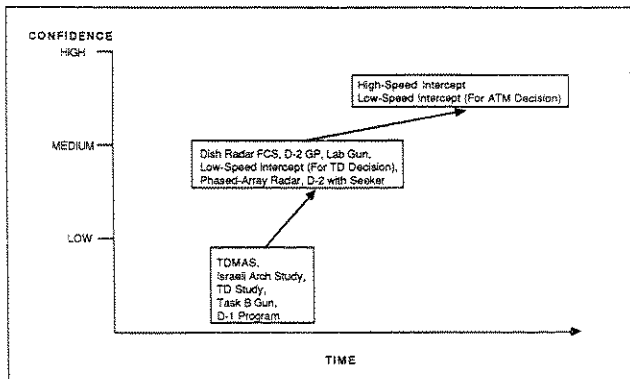 CONFIDENCE
HIGH
High-Speed Intercept
Low-Speed Intercept (For ATM Decision)
MEDIUM
Dish Radar FCS, D-2 GP, Lab Gun,
Low-Speed Intercept (For TD Decision),
Phased-Array Radar, D-2 with Seeker
LOW
TDMAS,
Israeli Arch Study,
TD Study,
Task B Gun,
D-1 Program
TIME